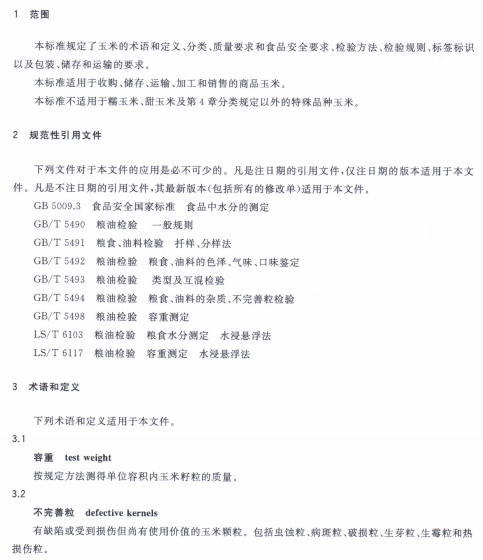 1 范围
本标准规定了玉米的术语和定义、分类、质量要求和食品安全要求、检验方法、检验规则、标签标识
以及包装、储存和运输的要求。
本标准适用于收购、储存、运输、加工和销售的商品玉米。
本标准不适用于糯玉米、甜玉米及第 4 章分类规定以外的特殊品种玉米。
2 规范性引用文件
下列文件对于本文件的应用是必不可少的。凡是注日期的引用文件,仅注日期的版本适用于本文
件。凡是不注日期的引用文件,其最新版本(包括所有的修改单)适用于本文件。
GB 5009.3 食品安全国家标准 食品中水分的测定
GB/T 5490 粮油检验 一般规则
GB/T 5491 粮食、油料检验 扦样、分样法
GB/T 5492 粮油检验 粮食、油料的色泽、气味、口味鉴定
GB/T 5493 粮油检验 类型及互混检验
GB/T 5494 粮油检验 粮食、油料的杂质、不完善粒检验
GB/T 5498 粮油检验 容重测定
LS/T 6103 粮油检验 粮食水分测定 水浸悬浮法
LS/T 6117 粮油检验 容重测定 水浸悬浮法
3 术语和定义
下列术语和定义适用于本文件。
3.1
容重 test weight
按规定方法测得单位容积内玉米籽粒的质量。
3.2
不完善粒 defective kernels
有缺陷或受到损伤但尚有使用价值的玉米颗粒。包括虫蚀粒、病斑粒、破损粒、生芽粒、生霉粒和热
损伤粒。